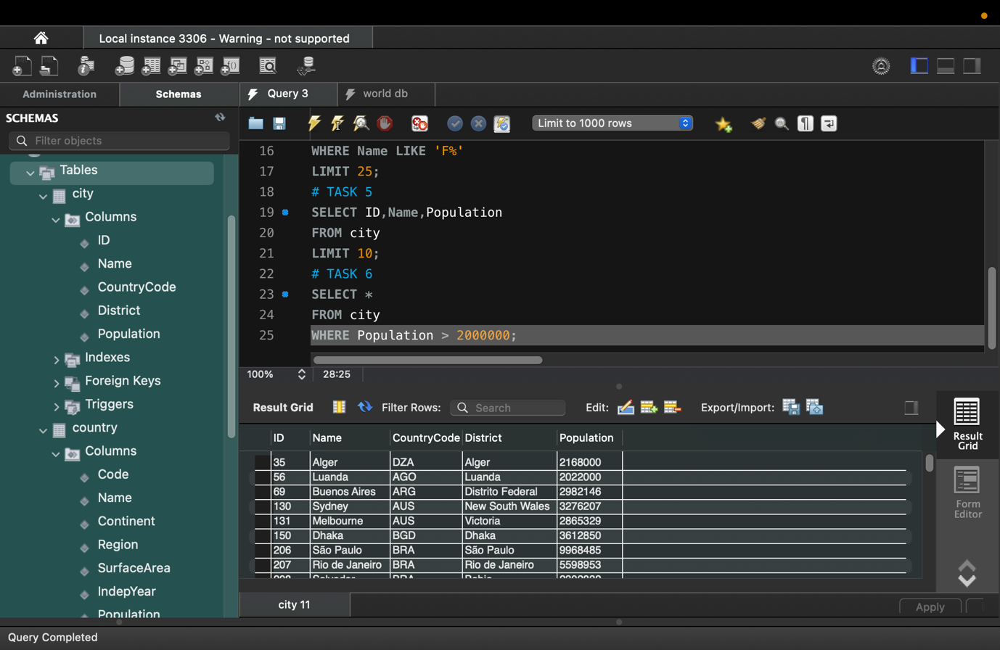 Local instance 3306 - Warning - not supported
Administration
Schemas
Query 3
world db
SCHEMAS
Filter objects
Limit to 1000 rows
Tables
city
Columns
ID
Name
CountryCode
District
Population
Indexes
Foreign Keys
Triggers
country
Columns
Code
Name
Continent
Region
SurfaceArea
IndepYear
Population
16 WHERE Name LIKE 'F%'
17 LIMIT 25;
18 # TASK 5
19 SELECT ID,Name,Population
20 FROM city
21 LIMIT 10;
22 # TASK 6
23 SELECT *
24 FROM city
25 WHERE Population > 2000000;
100% 28:25
Result Grid Filter Rows: Search Edit: Export/Import:
ID Name CountryCode District Population
35 Alger DZA Alger 2168000
56 Luanda AGO Luanda 2022000
69 Buenos Aires ARG Distrito Federal 2982146
130 Sydney AUS New South Wales 3276207
131 Melbourne AUS Victoria 2865329
150 Dhaka BGD Dhaka 3612850
206 São Paulo BRA São Paulo 9968485
207 Rio de Janeiro BRA Rio de Janeiro 5598953
Result
Grid
Form
Editor
city 11
Apply
Query Completed